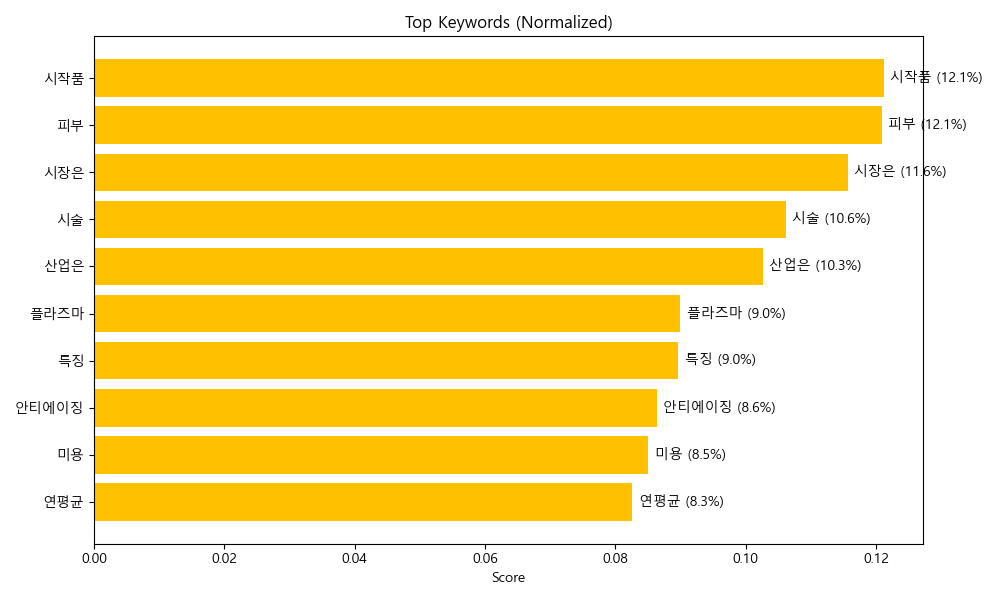 Top Keywords (Normalized)
시작품 시작품 (12.1%)
피부 피부 (12.1%)
시장은 시장은 (11.6%)
시술 시술 (10.6%)
산업은 산업은 (10.3%)
플라즈마 플라즈마 (9.0%)
특징 특징 (9.0%)
안티에이징 안티에이징 (8.6%)
미용 미용 (8.5%)
연평균 연평균 (8.3%)
0.00 0.02 0.04 0.06 0.08 0.10 0.12
Score